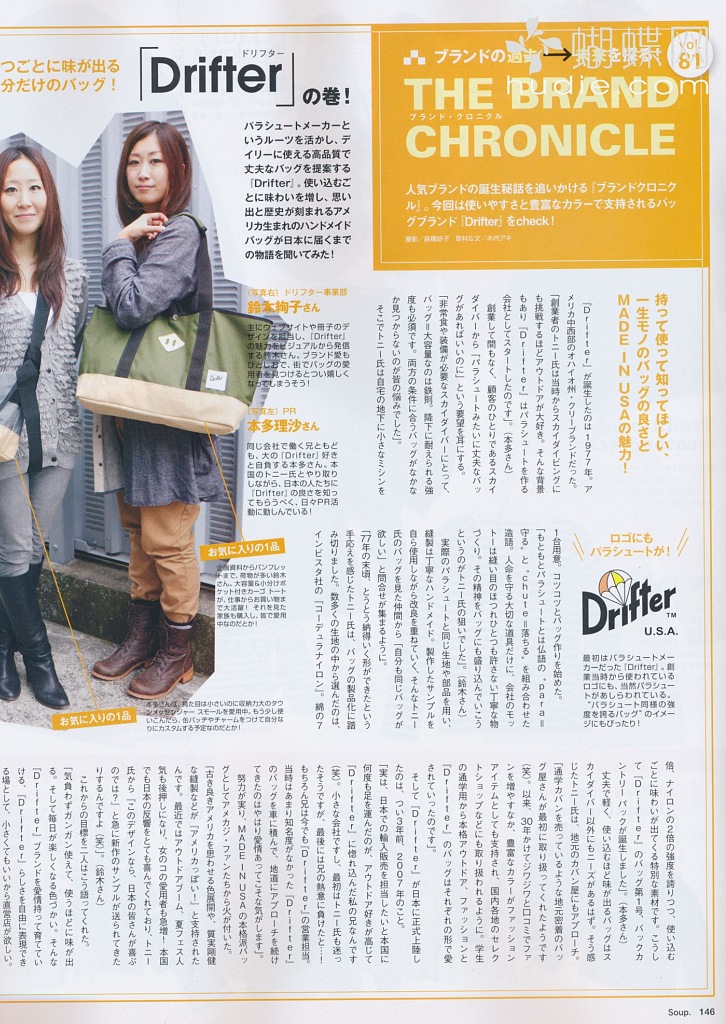 つごとに味が出る
分だけのバッグ！
ドリフター
「Drifter」の巻！
パラシュートメーカーと
いうルーツを活かし、デ
イリーに使える高品質で
丈夫なバッグを提案する
『Drifter』。使い込むご
とに味わいを増し、思い
出と歴史が刻まれるアメ
リカ生まれのハンドメイド
バッグが日本に届くまで
の物語を聞いてみた！
ブランドの過去→
を探る！
Vol.
81
蝴蝶网
hudie.com
THE BRAND
ブランド・クロニクル
CHRONICLE
人気ブランドの誕生秘話を追いかける『ブランドクロニク
ル』。今回は使いやすさと豊富なカラーで支持されるバッ
グブランド『Drifter』をcheck！
撮影／高橋妙子 取材&文／木内アキ
（写真右）ドリフター事業部
鈴木絢子さん
主にウェブサイトや冊子のデ
ザインを担当し、『Drifter』
の魅力をビジュアルから発信
する鈴木さん。ブランド愛も
ひとしおで、街でバッグの愛
用者を見つけるとつい嬉しく
なってしまうそう！
（写真左）PR
本多理沙さん
同じ会社で働く兄ともど
も、大の『Drifter』好き
と自負する本多さん。本
国のトニー氏とやり取り
しながら、日本の人たちに
『Drifter』の良さを知っ
てもらうべく、日々PR活
動に勤しんでいる！
お気に入りの1品
企画資料からパンフレッ
トまで、荷物が多い鈴木
さん。大容量＆小分けポ
ケット付きカーゴ トート
が、仕事からお買い物ま
で大活躍！ それを見た
家族も購入し、皆で愛用
中なのだとか！
お気に入りの1品
本多さんは、見た目は小さいのに収納力大のタウ
ンメッセンジャー スモールを愛用中。もう少し使
いこんだら、缶バッヂやチャームをつけて自分な
りにカスタムする予定なのだとか！
持って使って知ってほしい、
一生モノのバッグの良さと
MADE IN USAの魅力！
『Drifter』が誕生したのは1977年。ア
メリカ中西部のオハイオ州・クリーブランドだった。
「創業者のトニー氏は当時からスカイダイビングに
も挑戦するほどアウトドアが大好き。そんな背景
もあり、『Drifter』はパラシュートを作る
会社としてスタートしたのです」。（本多さん）
創業して間もなく、顧客のひとりであるスカイ
ダイバーから「パラシュートみたいに丈夫なバッ
グがあればいいのに」という要望を耳にする。
「非常食や装備が必要なスカイダイバーにとって、
バッグ＝大容量なのは鉄則。降下に耐えられる強
度も必須です。両方の条件に合うバッグがなかな
か見つからないのが皆の悩みでした」。
そこでトニー氏は自宅の地下に小さなミシンを
1台用意。コツコツとバッグ作りを始めた。
「もともとパラシュートとは仏語の"para＝
守る"と"chute＝落ちる"を組み合わせた
造語。人命を守る大切な道具だけに、会社のモッ
トーは縫い目のほつれひとつも許さない丁寧な物
づくり。その精神をバッグにも盛り込んでいこう
というのがトニー氏の狙いでした」。（鈴木さん）
実際のパラシュートと同じ生地や部品を用い、
縫製は丁寧なハンドメイド。製作したサンプルを
自ら使用しながら改良を重ねていく。そんなトニー
氏のバッグを見た仲間から「自分も同じバッグが
欲しい」と問合せが集まるように。
「77年の末頃、とうとう納得いく形ができたという
手応えを感じたトニー氏は、バッグの製品化に踏
み切りました。数多くの生地の中から選んだのは、
インビスタ社の『コーデュラナイロン』。綿の7
ロゴにも
パラシュートが！
Drifter™
U.S.A.
最初はパラシュートメー
カーだった『Drifter』。創
業当時から使われている
ロゴにも、当然パラシュー
トがあしらわれている。
"パラシュート同様の強
度を誇るバッグ"のイメー
ジにもぴったり！
倍、ナイロンの2倍の強度を誇りつつ、使い込む
ごとに味わいが出てくる特別な素材です。こうし
て『Drifter』のバッグ第1号、バックカ
ントリー パックが誕生しました」。（本多さん）
丈夫で軽く、使い込むほど味が出るバッグはス
カイダイバー以外にもニーズがあるはず。そう感
じたトニー氏は、地元のカバン屋にもアプローチ。
「通学カバンを売っているような地元密着のバッ
グ屋さんが最初に取り扱ってくれたようです
（笑）。以来、30年かけてジワジワと口コミでファ
ンを増やすなか、豊富なカラーがファッション
アイテムとしても支持され、国内各地のセレク
トショップなどにも取り扱われるように。学生
の通学用から本格アウトドア、ファッションと
『Drifter』のバッグはそれぞれの形で愛
されていったのです」。
そして『Drifter』が日本に正式上陸し
たのは、つい3年前、2007年のこと。
「実は、日本での輸入販売を担当したいと本国に
何度も足を運んだのが、アウトドア好きが高じて
『Drifter』に惚れ込んだ私の兄なんです
（笑）。小さな会社ですし、最初はトニー氏も迷っ
たそうですが、最後には兄の熱意に負けたと…！
もちろん兄は今でも『Drifter』の営業担当。
当時はあまり知名度がなかった『Drifter』
のバッグを車に積んで、地道にアプローチを続け
てきたのはやはり愛情あってこそな気がします」。
努力が実り、MADE IN USAの本格派バッ
グとしてアメカジ・ファンたちから火が付いた。
「古き良きアメリカを思わせる色展開や、質実剛健
な縫製などが『アメリカっぽい！』と支持された
んです。最近ではアウトドアブーム、夏フェス人
気も後押しになり、女のコの愛用者も急増！ 本国
でも日本の反響をとても喜んでくれており、トニー
氏から『このデザインなら、日本の皆さんが喜ぶ
のでは？』と急に新作のサンプルが送られてきた
りするんですよ（笑）。（鈴木さん）
これからの目標を二人はこう語ってくれた。
「気負わずガンガン使えて、使うほどに味が出
る。そして毎日が楽しくなる色づかい。そんな
『Drifter』ブランドを愛情持って育ててい
ける、『Drifter』らしさを自由に表現でき
る場として、小さくてもいいから直営店が欲しい。
Soup. 146